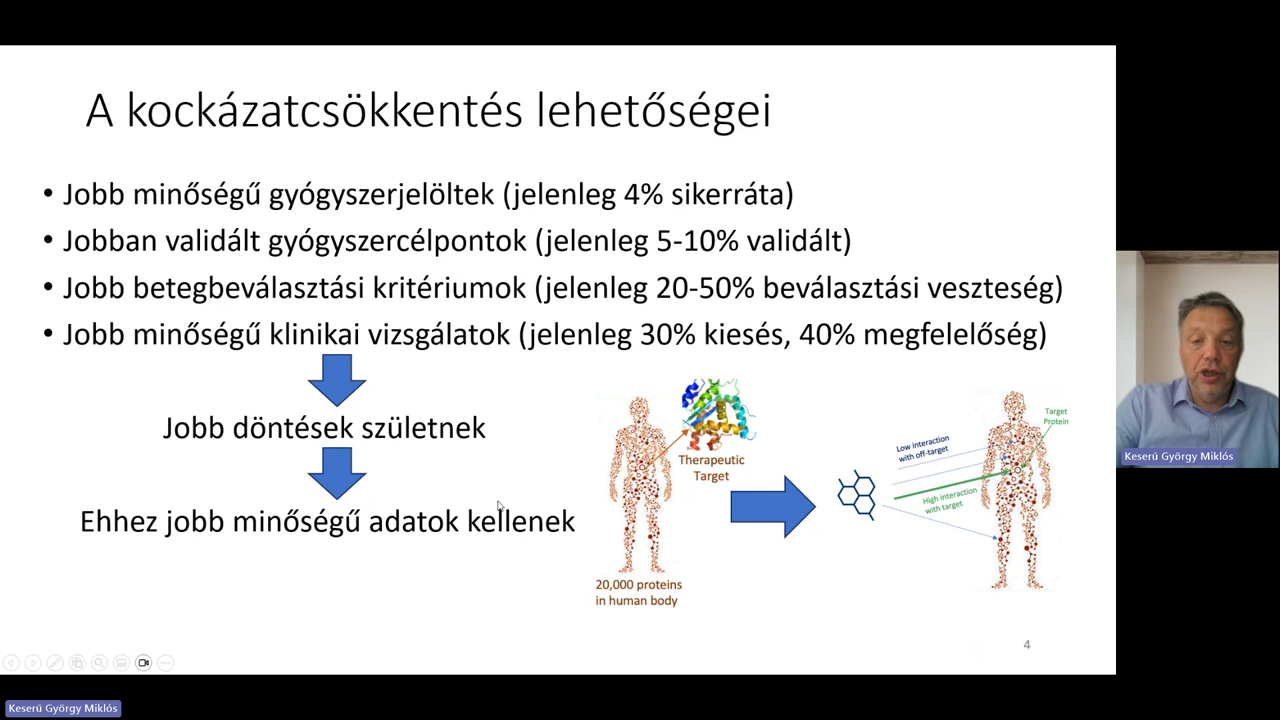 A kockázatcsökkentés lehetőségei
• Jobb minőségű gyógyszerjelöltek (jelenleg 4% sikerráta)
• Jobban validált gyógyszercélpontok (jelenleg 5-10% validált)
• Jobb betegbeválasztási kritériumok (jelenleg 20-50% beválasztási veszteség)
• Jobb minőségű klinikai vizsgálatok (jelenleg 30% kiesés, 40% megfelelőség)
Jobb döntések születnek
Ehhez jobb minőségű adatok kellenek
Therapeutic
Target
20,000 proteins
in human body
Low interaction
with off-target
High interaction
with target
Target
Protein
4
Keserű György Miklós
Keserű György Miklós